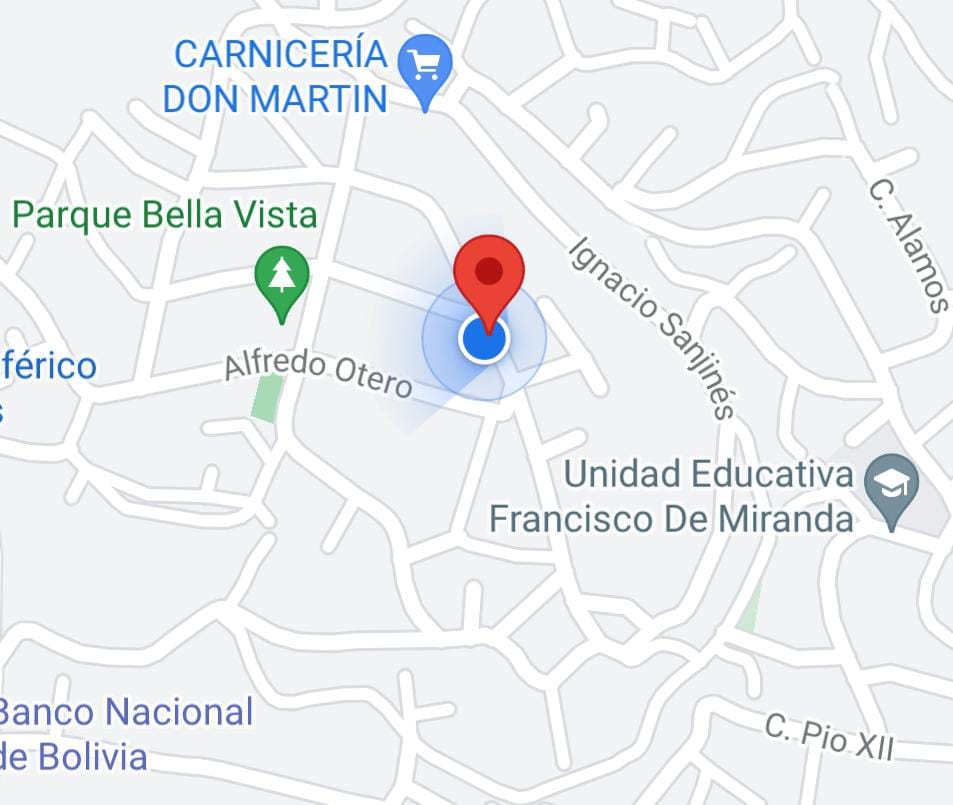 CARNICERÍA
DON MARTIN
C. Alamos
Parque Bella Vista
Ignacio Sanjinés
férico
s
Alfredo Otero
Unidad Educativa
Francisco De Miranda
Banco Nacional
de Bolivia
C. Pio XII